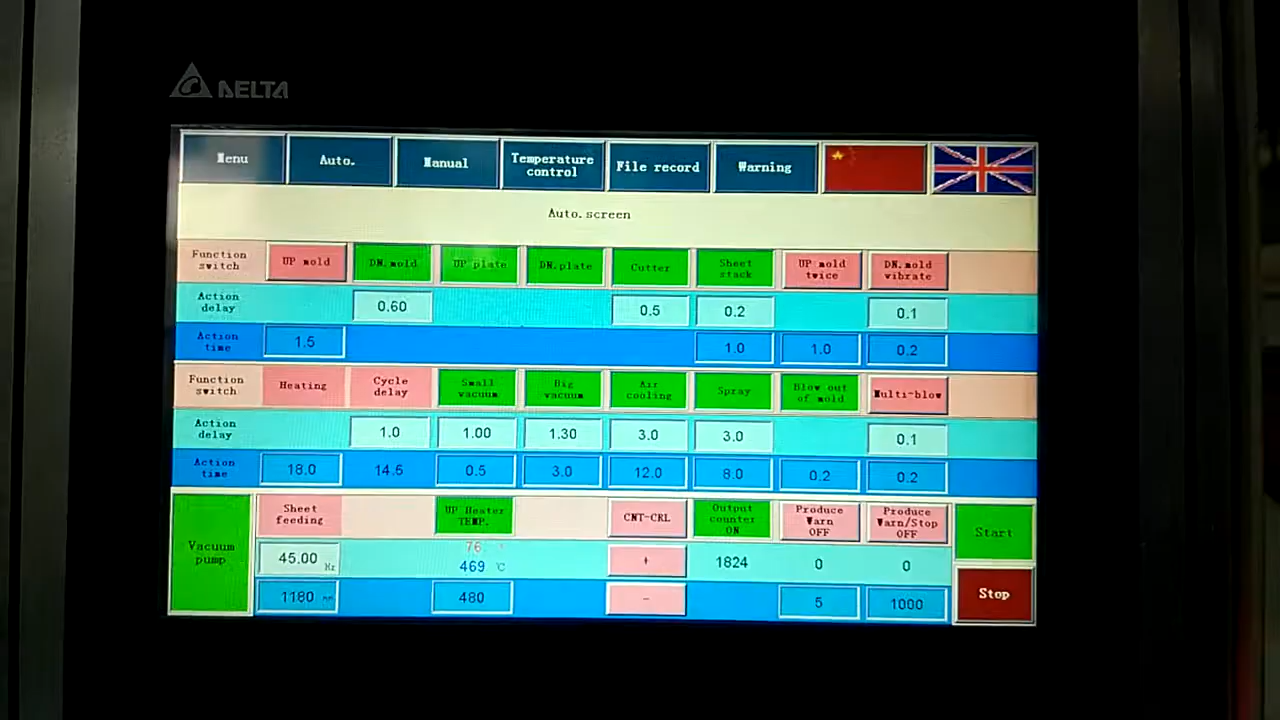 DELTA
Menu
Auto.
Manual
Temperature
control
File record
Warning
Auto.screen
Function
switch
UP mold
DN.mold
UP plate
DN.plate
Cutter
Sheet
stack
UP mold
twice
DN.mold
vibrate
Action
delay
0.60
0.5
0.2
0.1
Action
time
1.5
1.0
1.0
0.2
Function
switch
Heating
Cycle
delay
Small
vacuum
Big
vacuum
Air
cooling
Spray
Blow out
of mold
Multi-blow
Action
delay
1.0
1.00
1.30
3.0
3.0
0.1
Action
time
18.0
14.5
0.5
3.0
12.0
8.0
0.2
0.2
Vacuum
pump
Sheet
feeding
UP Heater
TEMP.
CNT-CRL
Output
counter
ON
Produce
Warn
OFF
Produce
Warn/Stop
OFF
Start
45.00 Hz
76
469 ℃
+
1824
0
0
1180 mm
480
-
5
1000
Stop